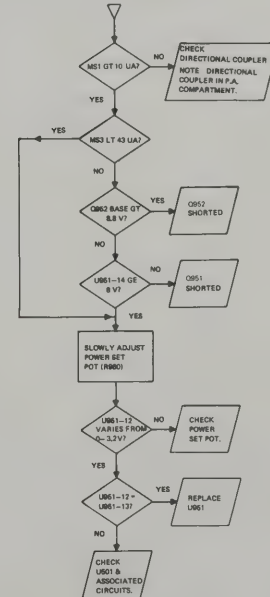 MS1 GT 10 UA?
NO
CHECK
DIRECTIONAL COUPLER
NOTE DIRECTIONAL
COUPLER IN P.A.
COMPARTMENT.
YES
YES
MS3 LT 43 UA?
NO
Q952 BASE GT
8.8 V?
YES
Q952
SHORTED
NO
U961-14 GE
8 V?
NO
Q951
SHORTED
YES
SLOWLY ADJUST
POWER SET
POT (R960)
U961-12
VARIES FROM
0-3.2V?
NO
CHECK
POWER
SET POT.
YES
U961-12 =
U961-13?
YES
REPLACE
U961
NO
CHECK
U501 &
ASSOCIATED
CIRCUITS.